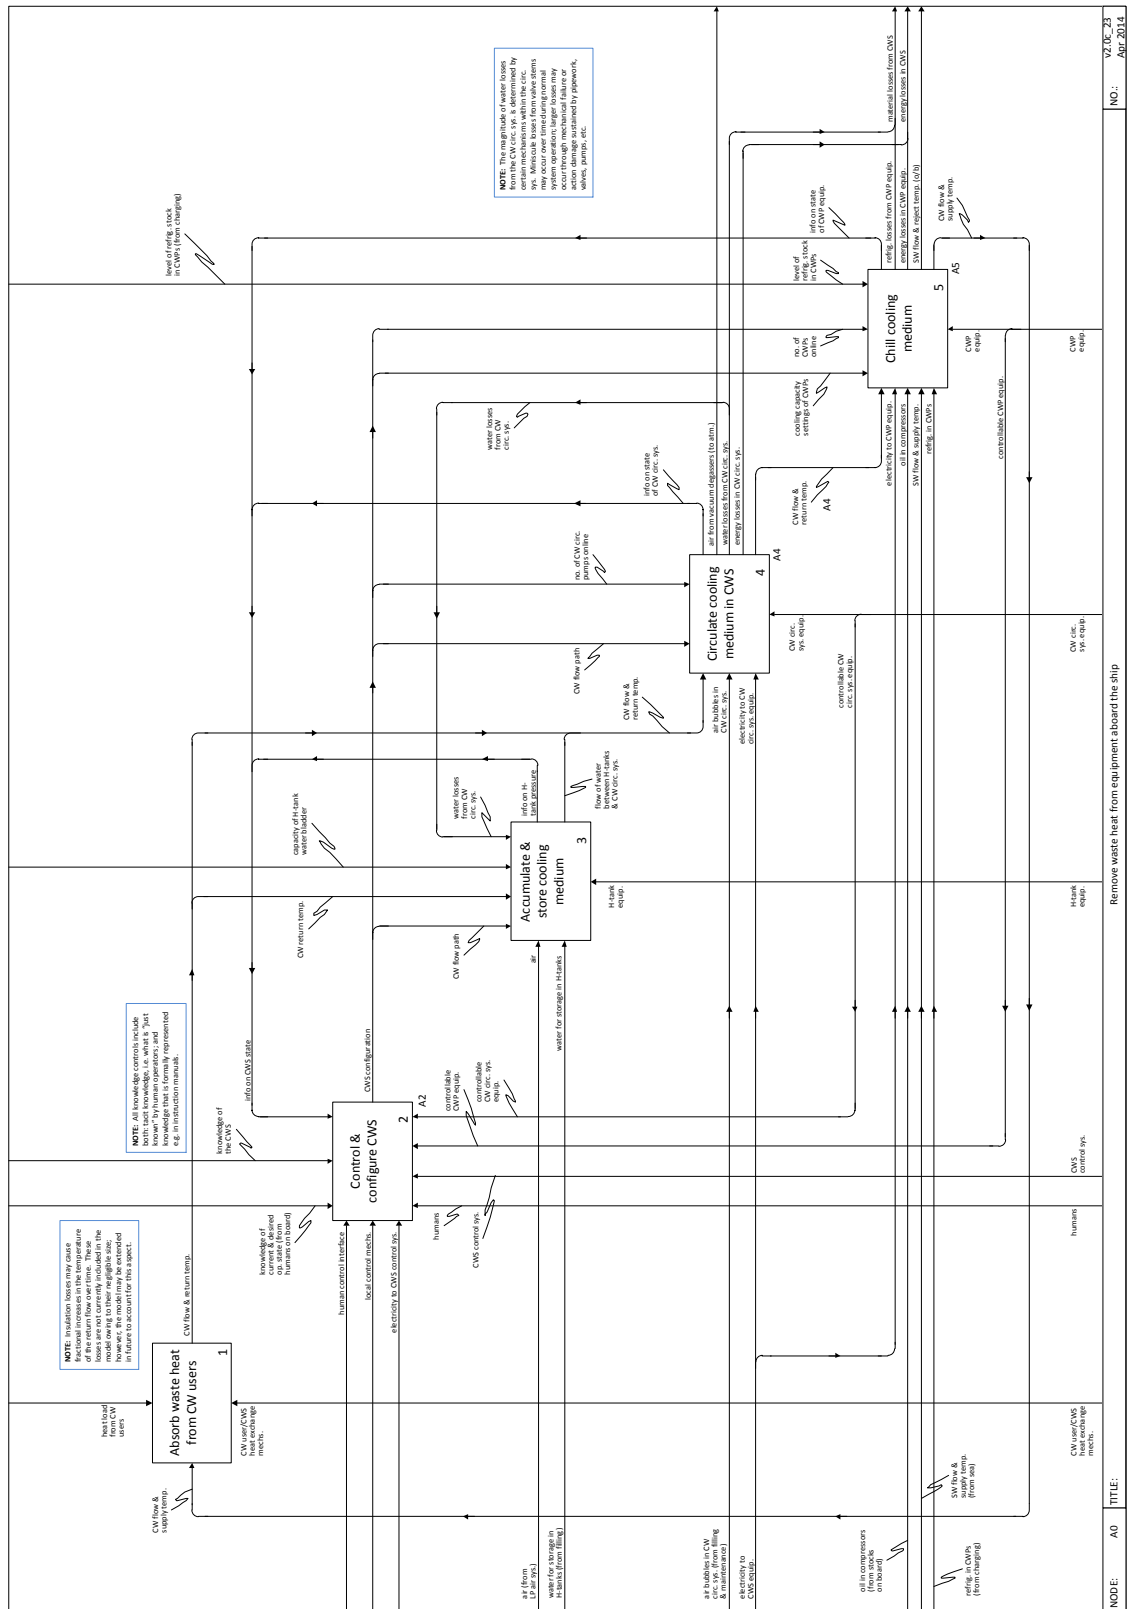 NOTE: Insulation losses may cause
fractional increases in the temperature
of the return flow over time. These
losses are not currently included in the
model owing to their negligible size;
however, the model may be extended
in future to account for this aspect.
NOTE: All knowledge controls include
both: tacit knowledge, i.e. what is “just
known” by human operators; and
knowledge that is formally represented
e.g. in instruction manuals.
NOTE: The magnitude of water losses
from the CW circ. sys. is determined by
certain mechanisms within the circ.
sys. Miniscule losses from valve stems
may occur over time during normal
system operation; larger losses may
occur through mechanical failure or
action damage sustained by pipework,
valves, pumps, etc.
heat load
from CW
users
CW flow &
supply temp.
Absorb waste heat
from CW users
1
CW flow & return temp.
CW user/CWS
heat exchange
mechs.
knowledge of
the CWS
knowledge of
current & desired
op. state (from
humans on board)
info on CWS state
human control interface
local control mechs.
electricity to CWS control sys.
Control &
configure CWS
2
A2
CWS configuration
humans
CWS control sys.
controllable
CWP equip.
controllable
CW circ. sys.
equip.
CW return temp.
capacity of H-tank
water bladder
CW flow path
water losses
from CW
circ. sys.
air
water for storage in H-tanks
Accumulate &
store cooling
medium
3
info on H-
tank pressure
flow of water
between H-tanks
& CW circ. sys.
H-tank
equip.
CW flow &
return temp.
CW flow path
no. of CW circ.
pumps online
info on state
of CW circ. sys.
water losses
from CW
circ. sys.
air bubbles in
CW circ. sys.
electricity to CW
circ. sys. equip.
Circulate cooling
medium in CWS
4
A4
air from vacuum degassers (to atm.)
water losses from CW circ. sys.
energy losses in CW circ. sys.
CW flow &
return temp.
A4
CW circ.
sys. equip.
controllable CW
circ. sys. equip.
level of refrig. stock
in CWPs (from charging)
cooling capacity
settings of CWPs
no. of
CWPs
online
level of
refrig. stock
in CWPs
info on state
of CWP equip.
electricity to CWP equip.
oil in compressors
SW flow & supply temp.
refrig. in CWPs
Chill cooling
medium
5
A5
refrig. losses from CWP equip.
energy losses in CWP equip.
SW flow & reject temp. (o/b)
CW flow &
supply temp.
material losses from CWS
energy losses in CWS
CWP
equip.
controllable CWP equip.
air (from
LP air sys.)
water for storage in
H-tanks (from filling)
air bubbles in CW
circ. sys. (from filling
& maintenance)
electricity to
CWS equip.
oil in compressors
(from stocks
on board)
SW flow &
supply temp.
(from sea)
refrig. in CWPs
(from charging)
CW user/CWS
heat exchange
mechs.
humans
CWS
control sys.
H-tank
equip.
CW circ.
sys. equip.
CWP
equip.
NODE:
A0
TITLE:
Remove waste heat from equipment aboard the ship
NO.:
v2.0c_23
Apr 2014